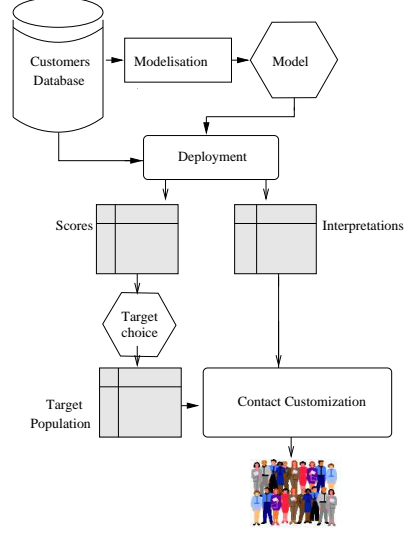 Customers
Database
Modelisation
Model
Deployment
Scores
Interpretations
Target
choice
Target
Population
Contact Customization